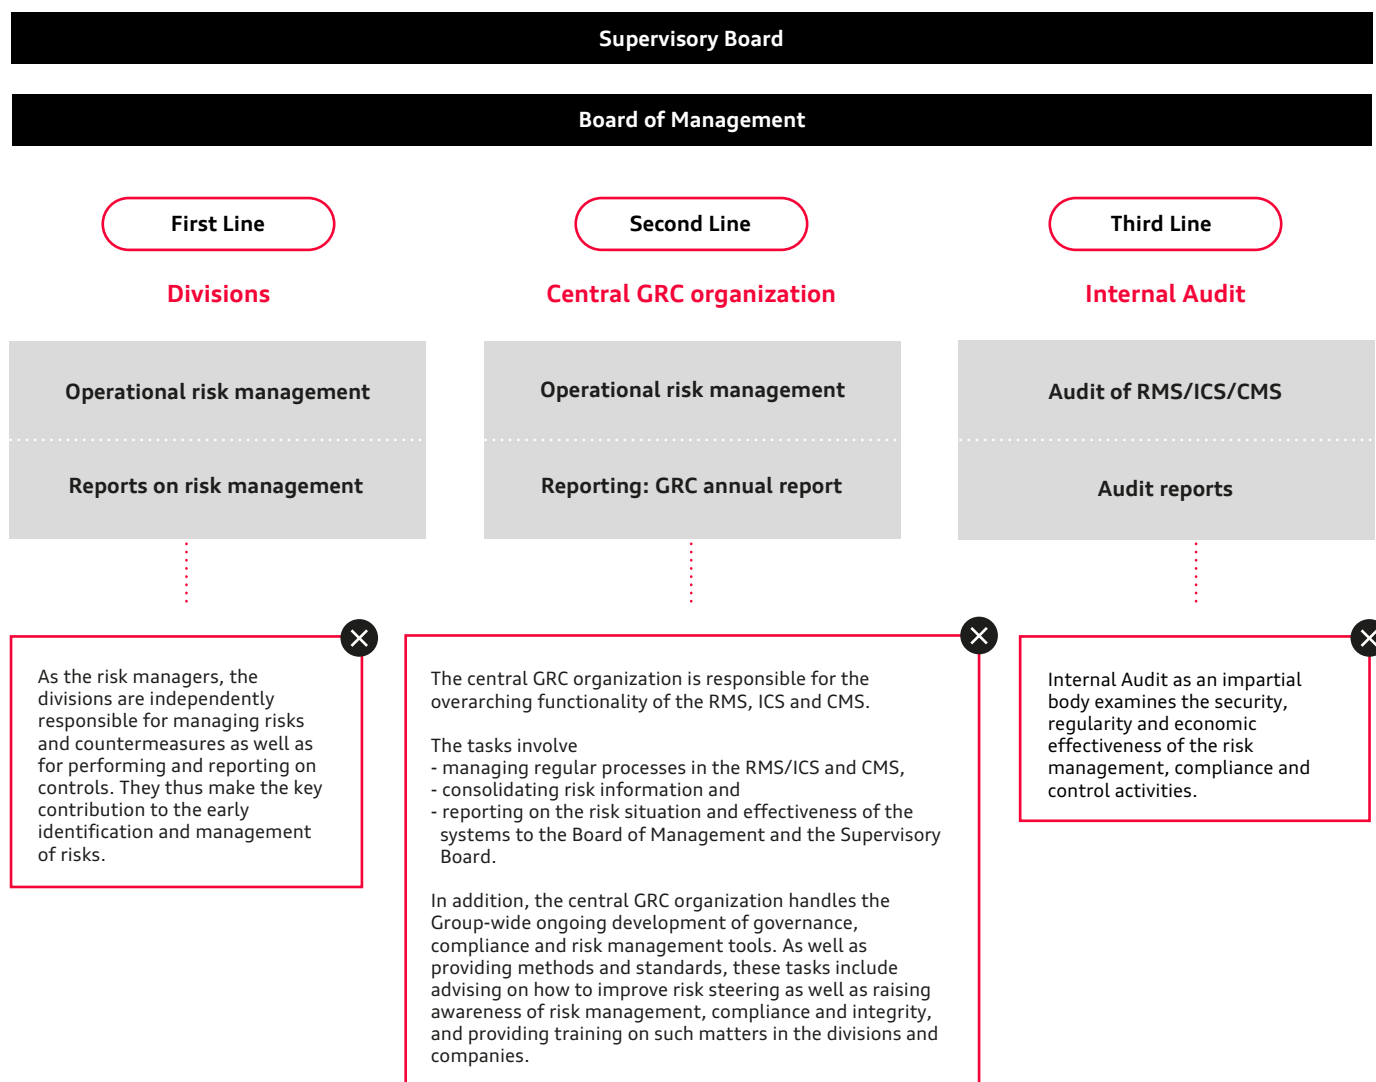 Supervisory Board
Board of Management
First Line
Second Line
Third Line
Divisions
Central GRC organization
Internal Audit
Operational risk management
Operational risk management
Audit of RMS/ICS/CMS
Reports on risk management
Reporting: GRC annual report
Audit reports
As the risk managers, the
divisions are independently
responsible for managing risks
and countermeasures as well as
for performing and reporting on
controls. They thus make the key
contribution to the early
identification and management
of risks.
The central GRC organization is responsible for the
overarching functionality of the RMS, ICS and CMS.
The tasks involve
- managing regular processes in the RMS/ICS and CMS,
- consolidating risk information and
- reporting on the risk situation and effectiveness of the
systems to the Board of Management and the Supervisory
Board.
In addition, the central GRC organization handles the
Group-wide ongoing development of governance,
compliance and risk management tools. As well as
providing methods and standards, these tasks include
advising on how to improve risk steering as well as raising
awareness of risk management, compliance and integrity,
and providing training on such matters in the divisions and
companies.
Internal Audit as an impartial
body examines the security,
regularity and economic
effectiveness of the risk
management, compliance and
control activities.